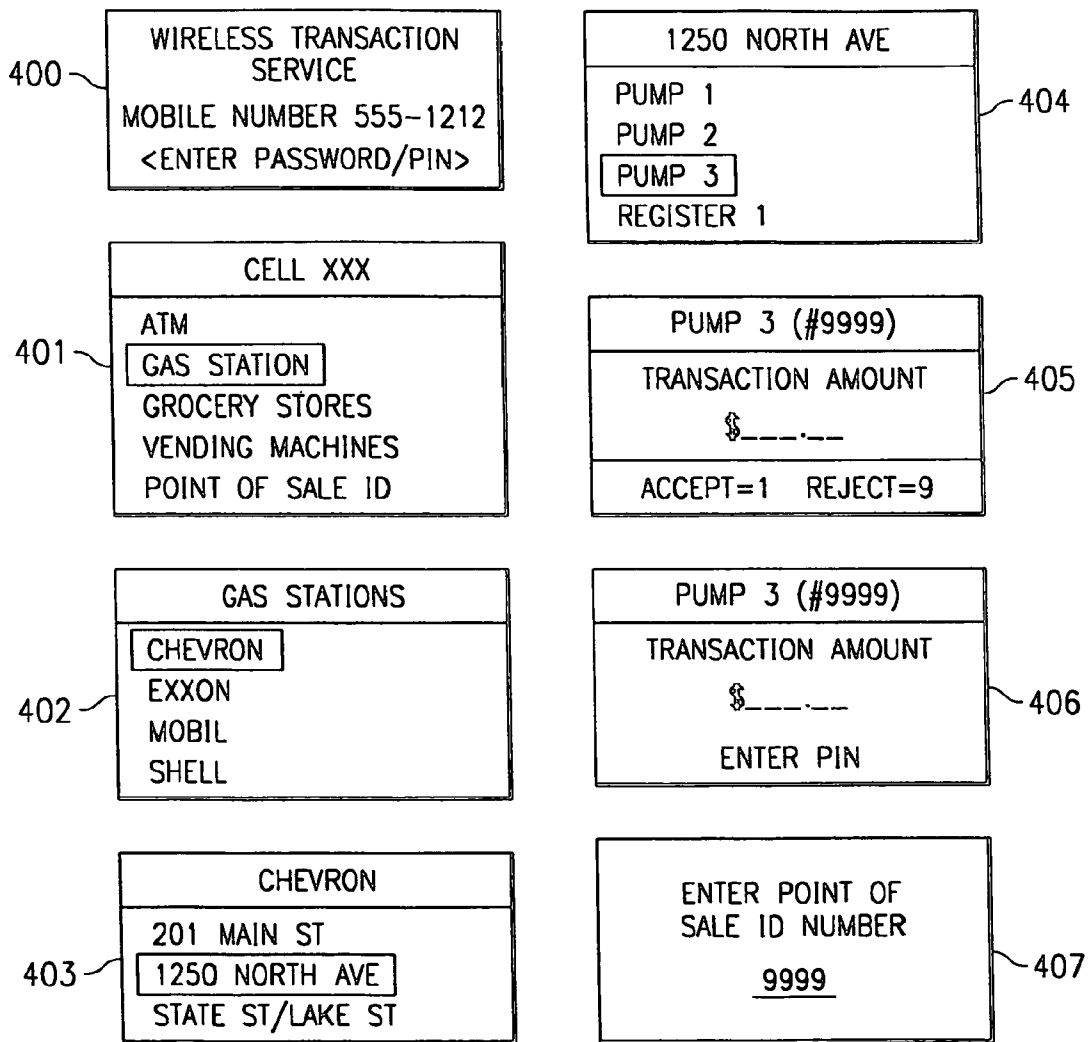 400
WIRELESS TRANSACTION
SERVICE
MOBILE NUMBER 555-1212
<ENTER PASSWORD/PIN>
401
CELL XXX
ATM
GAS STATION
GROCERY STORES
VENDING MACHINES
POINT OF SALE ID
402
GAS STATIONS
CHEVRON
EXXON
MOBIL
SHELL
403
CHEVRON
201 MAIN ST
1250 NORTH AVE
STATE ST/LAKE ST
404
1250 NORTH AVE
PUMP 1
PUMP 2
PUMP 3
REGISTER 1
405
PUMP 3 (#9999)
TRANSACTION AMOUNT
$___.__
ACCEPT=1 REJECT=9
406
PUMP 3 (#9999)
TRANSACTION AMOUNT
$___.__
ENTER PIN
407
ENTER POINT OF
SALE ID NUMBER
9999